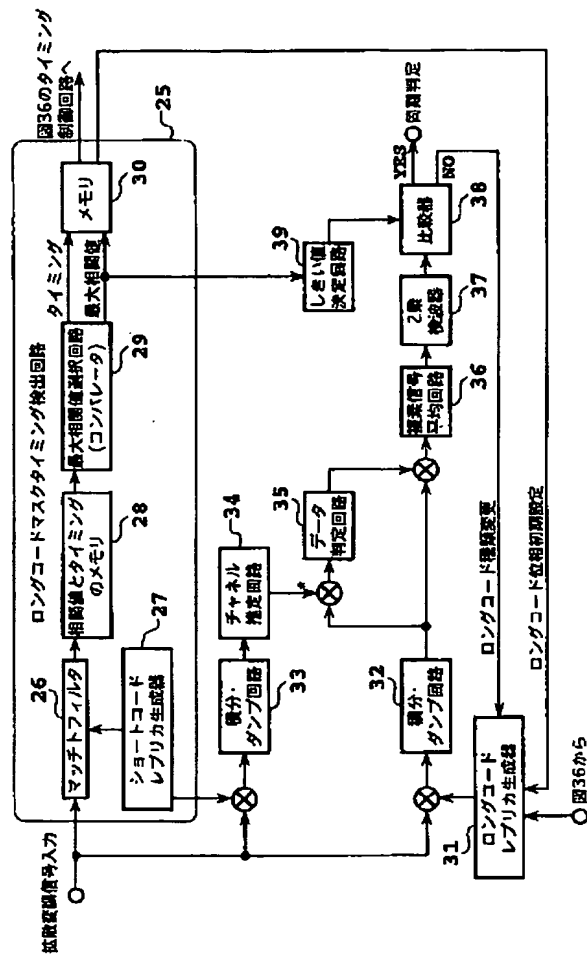 拡散変調信号入力
ロングコードマスクタイミング検出回路
25
26
マッチトフィルタ
ショートコード
レプリカ生成器
27
相関値とタイミング
のメモリ
28
最大相関値選択回路
(コンパレータ)
29
タイミング
最大相関値
メモリ
30
図36のタイミング
制御回路へ
積分・
ダンプ回路
33
チャネル
推定回路
34
*
データ
判定回路
35
しきい値
決定回路
39
積分・
ダンプ回路
32
複素信号
平均回路
36
2乗
検波器
37
比較器
38
YES
同期判定
NO
ロングコード
レプリカ生成器
31
図36から
ロングコード種類変更
ロングコード位相初期設定